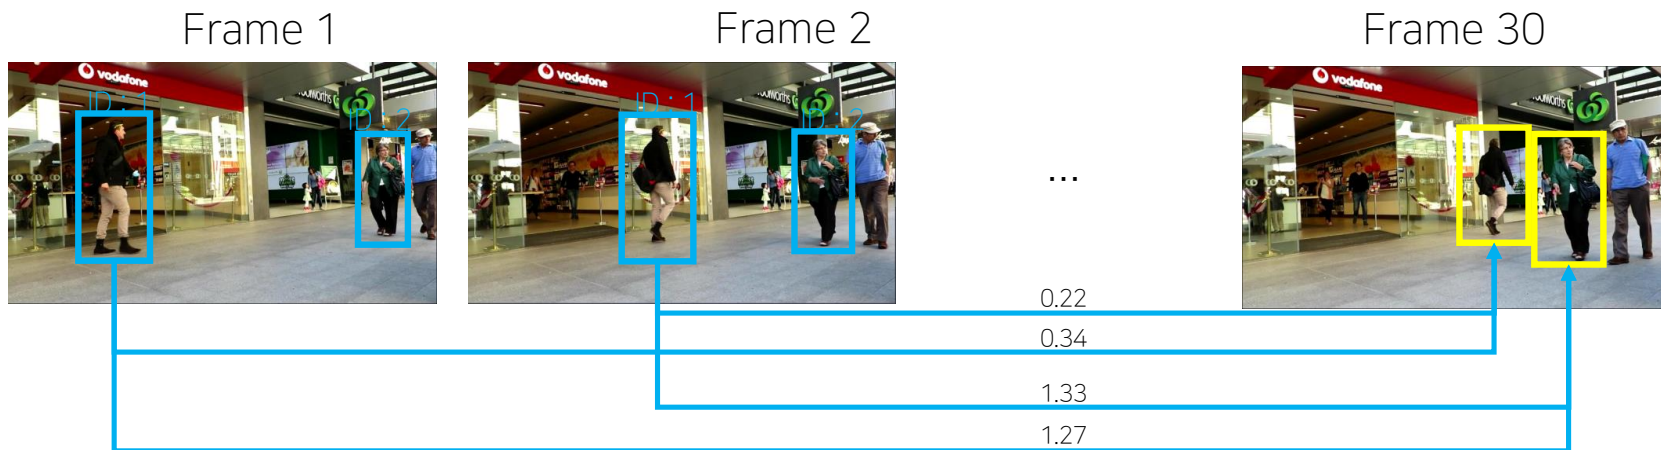 Frame 1
Frame 2
Frame 30
vodafone
ID : 1
ID : 2
vodafone
ID : 1
ID : 2
...
vodafone
0.22
0.34
1.33
1.27